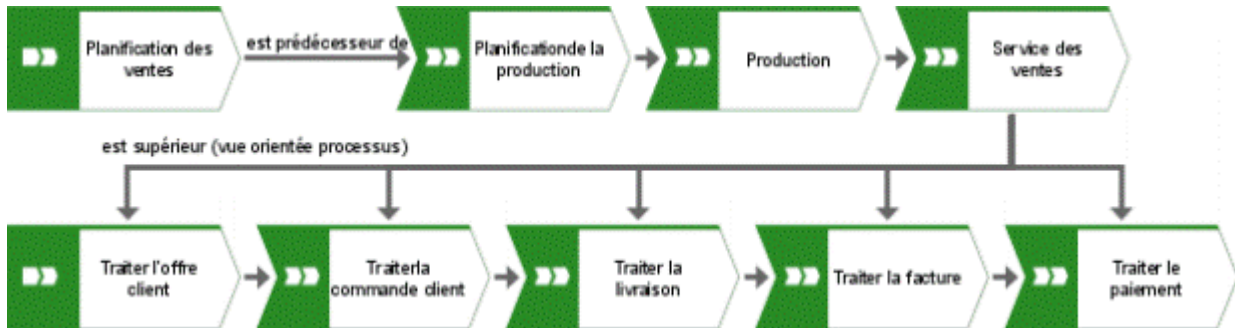 Planification des
ventes
est prédécesseur de
Planificationde la
production
Production
Service des
ventes
est supérieur (vue orientée processus)
Traiter l'offre
client
Traiterla
commande client
Traiter la
livraison
Traiter la facture
Traiter le
paiement